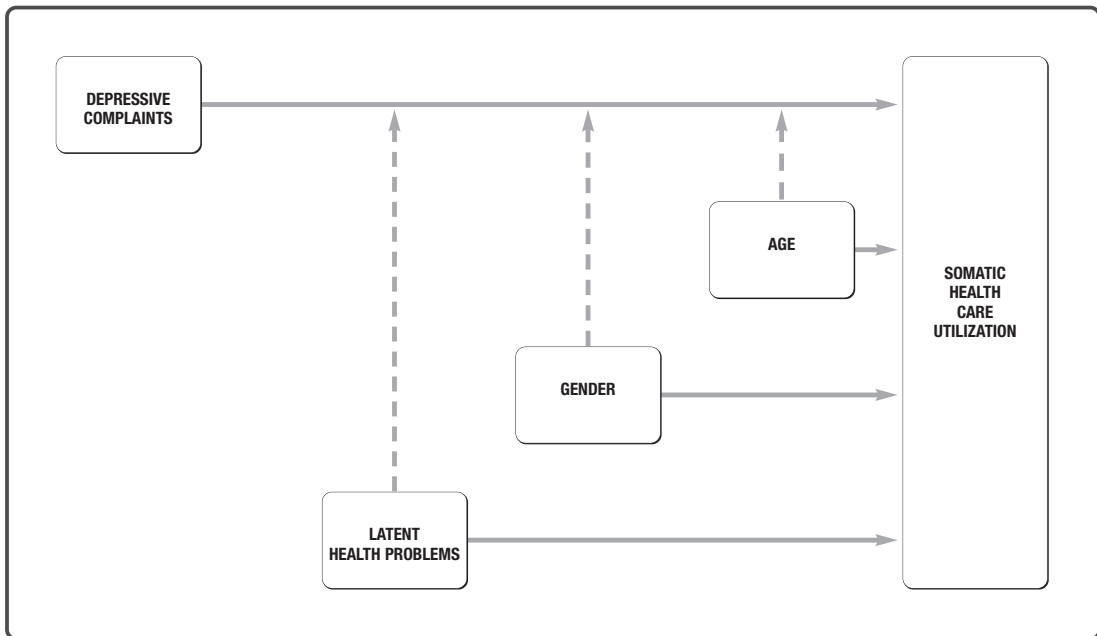 DEPRESSIVE
COMPLAINTS
AGE
SOMATIC
HEALTH
CARE
UTILIZATION
GENDER
LATENT
HEALTH PROBLEMS